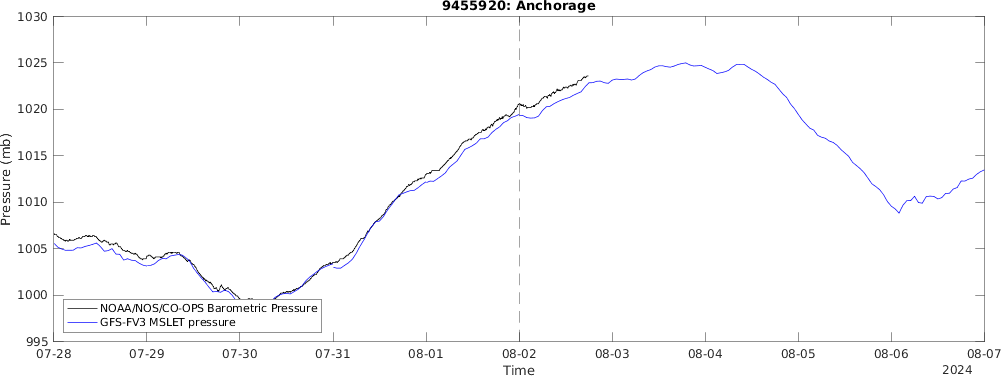 9455920: Anchorage
1030
1025
1020
1015
1010
1005
1000
995
Pressure (mb)
NOAA/NOS/CO-OPS Barometric Pressure
GFS-FV3 MSLET pressure
07-28 07-29 07-30 07-31 08-01 08-02 08-03 08-04 08-05 08-06 08-07
Time
2024